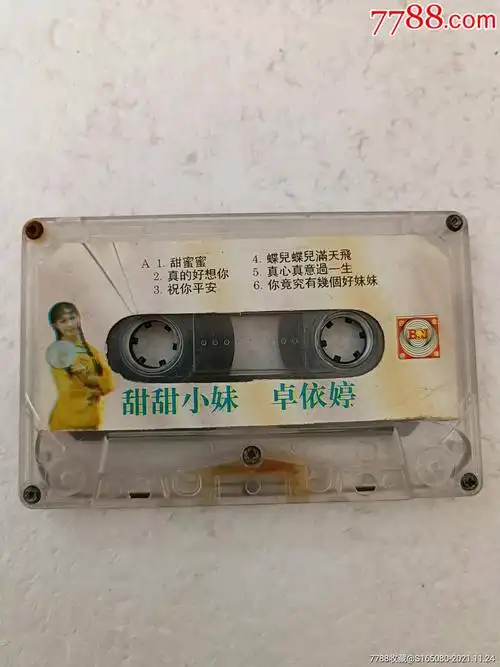 7788.com
A 1. 甜蜜蜜
2. 真的好想你
3. 祝你平安
4. 蝶兒蝶兒滿天飛
5. 真心真意過一生
6. 你竟究有幾個好妹妹
B&J
甜甜小妹 卓依婷
7788收藏@S165080-2021.11.24